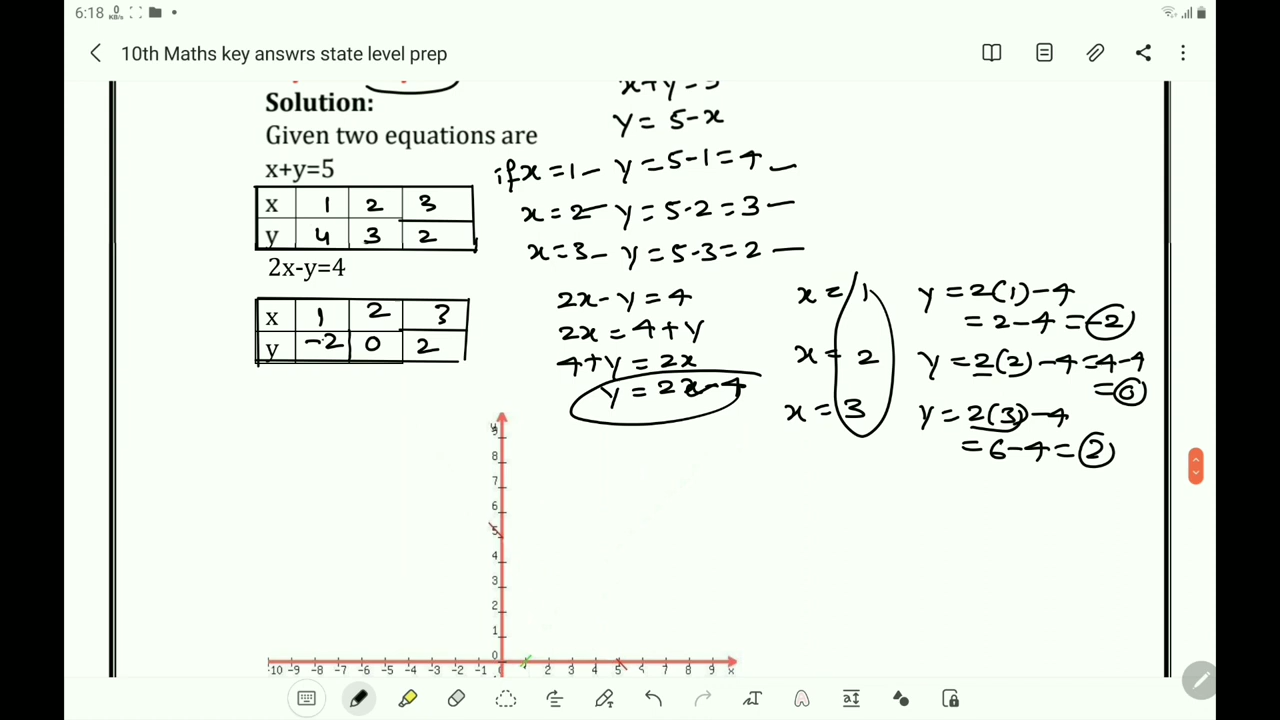 6:18 0 KB/s
10th Maths key answrs state level prep
x+y=5
Solution:
y = 5-x
Given two equations are
x+y=5
if x=1 - y = 5-1=4 -
x 1 2 3
x=2 - y = 5-2=3 -
y 4 3 2
x=3 - y = 5-3=2 -
2x-y=4
2x-y=4
x 1 2 3
2x=4+y
y -2 0 2
4+y=2x
y = 2x-4
x = 1
y = 2(1)-4
= 2-4 = -2
x = 2
y = 2(2)-4=4-4
= 0
x = 3
y = 2(3)-4
= 6-4 = 2
y
9
8
7
6
5
4
3
2
1
0
-10 -9 -8 -7 -6 -5 -4 -3 -2 -1 0 1 2 3 4 5 6 7 8 9 x